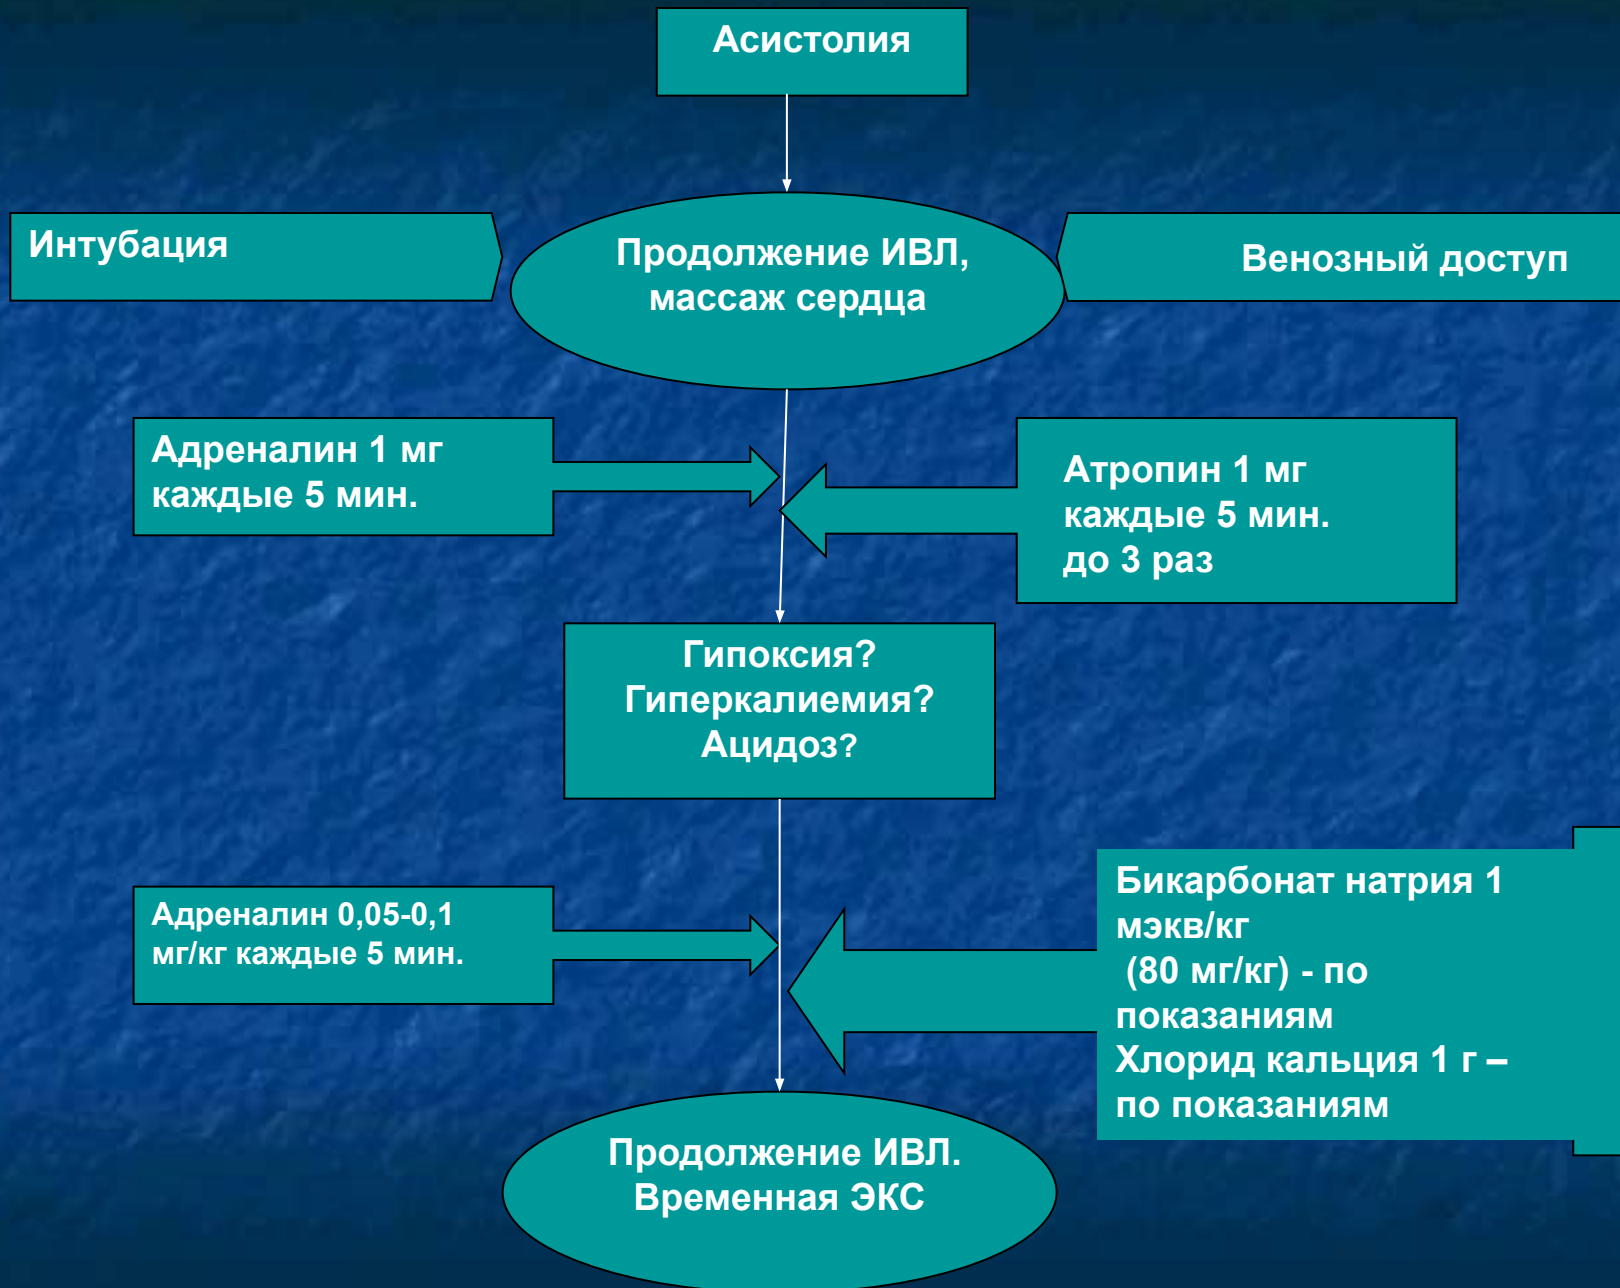 Асистолия
Интубация
Продолжение ИВЛ,
массаж сердца
Венозный доступ
Адреналин 1 мг
каждые 5 мин.
Атропин 1 мг
каждые 5 мин.
до 3 раз
Гипоксия?
Гиперкалиемия?
Ацидоз?
Адреналин 0,05-0,1
мг/кг каждые 5 мин.
Бикарбонат натрия 1
мэкв/кг
(80 мг/кг) - по
показаниям
Хлорид кальция 1 г –
по показаниям
Продолжение ИВЛ.
Временная ЭКС